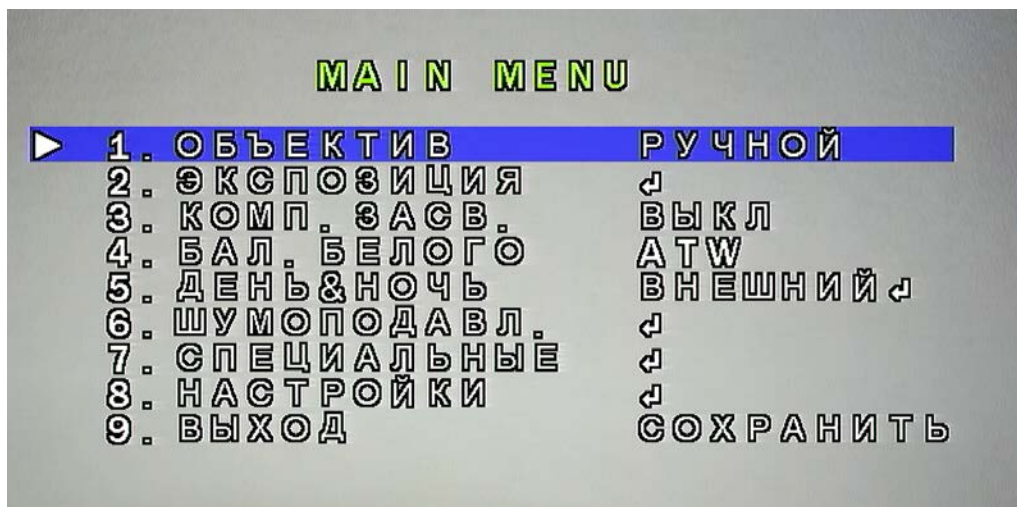 MAIN MENU
1. ОБЪЕКТИВ РУЧНОЙ
2. ЭКСПОЗИЦИЯ ↲
3. КОМП. ЗАСВ. ВЫКЛ
4. БАЛ. БЕЛОГО ATW
5. ДЕНЬ&НОЧЬ ВНЕШНИЙ↲
6. ШУМОПОДАВЛ. ↲
7. СПЕЦИАЛЬНЫЕ ↲
8. НАСТРОЙКИ ↲
9. ВЫХОД СОХРАНИТЬ